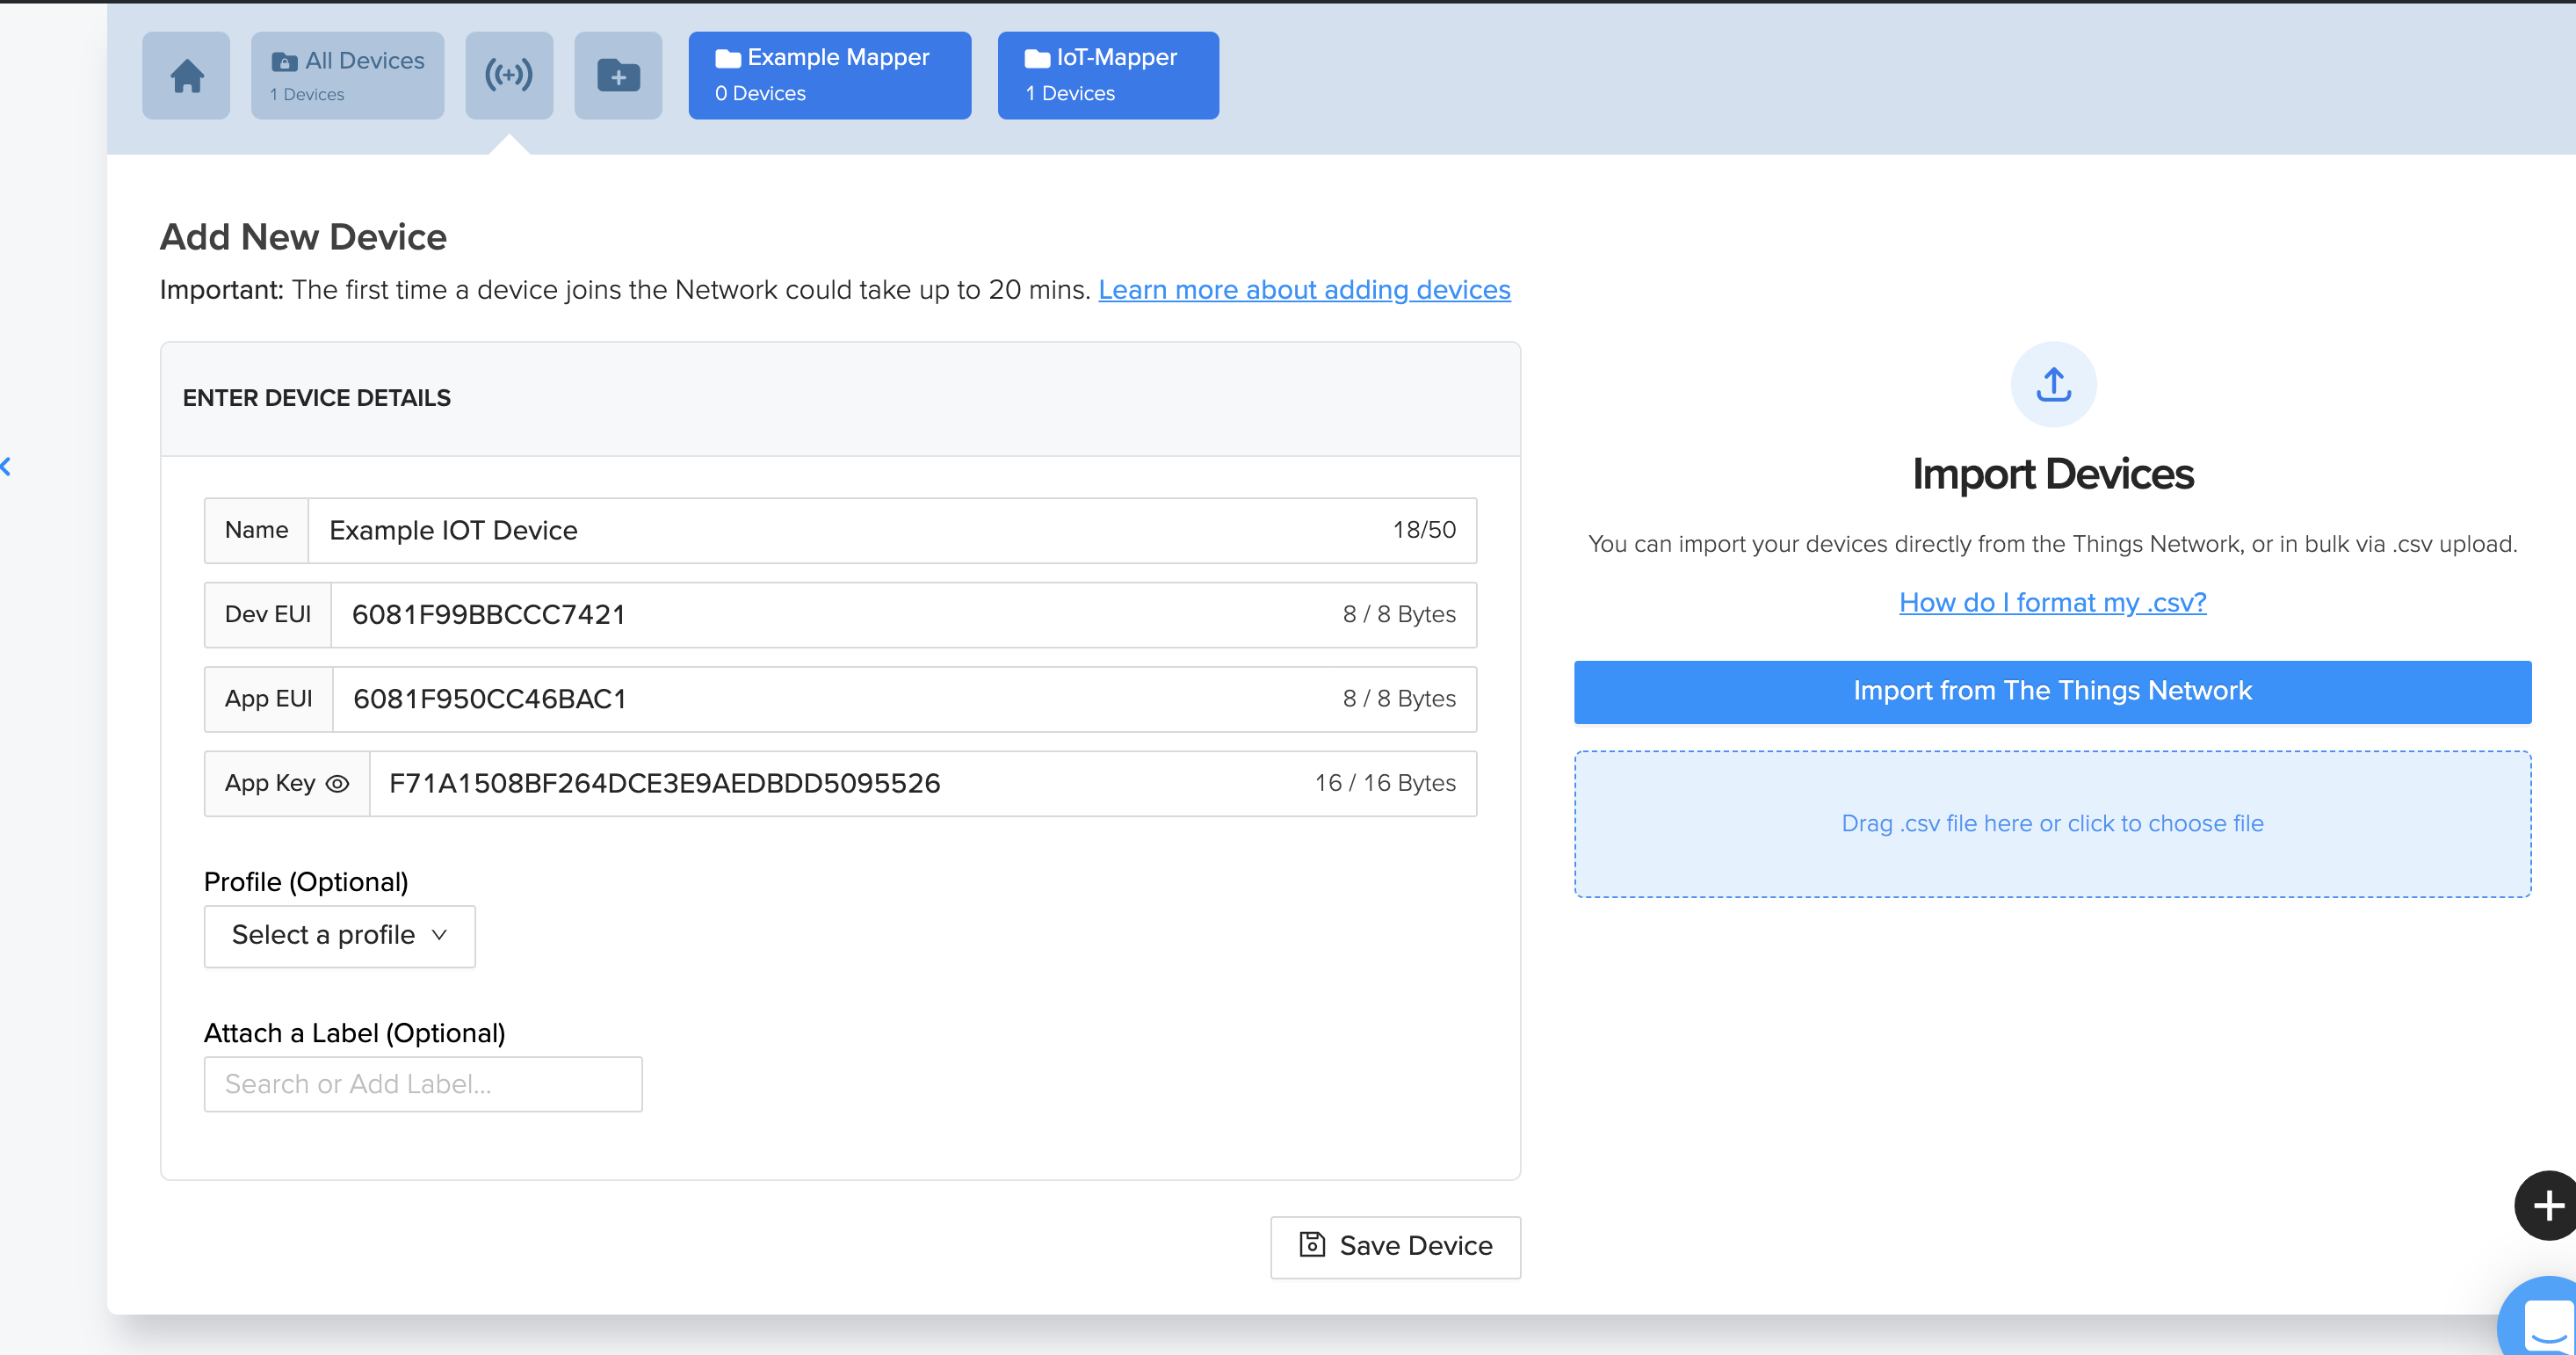 All Devices
1 Devices
Example Mapper
0 Devices
IoT-Mapper
1 Devices
Add New Device
Important: The first time a device joins the Network could take up to 20 mins. Learn more about adding devices
ENTER DEVICE DETAILS
Name Example IOT Device 18/50
Dev EUI 6081F99BBCCC7421 8 / 8 Bytes
App EUI 6081F950CC46BAC1 8 / 8 Bytes
App Key F71A1508BF264DCE3E9AEDBDD5095526 16 / 16 Bytes
Profile (Optional)
Select a profile
Attach a Label (Optional)
Search or Add Label...
Save Device
Import Devices
You can import your devices directly from the Things Network, or in bulk via .csv upload.
How do I format my .csv?
Import from The Things Network
Drag .csv file here or click to choose file